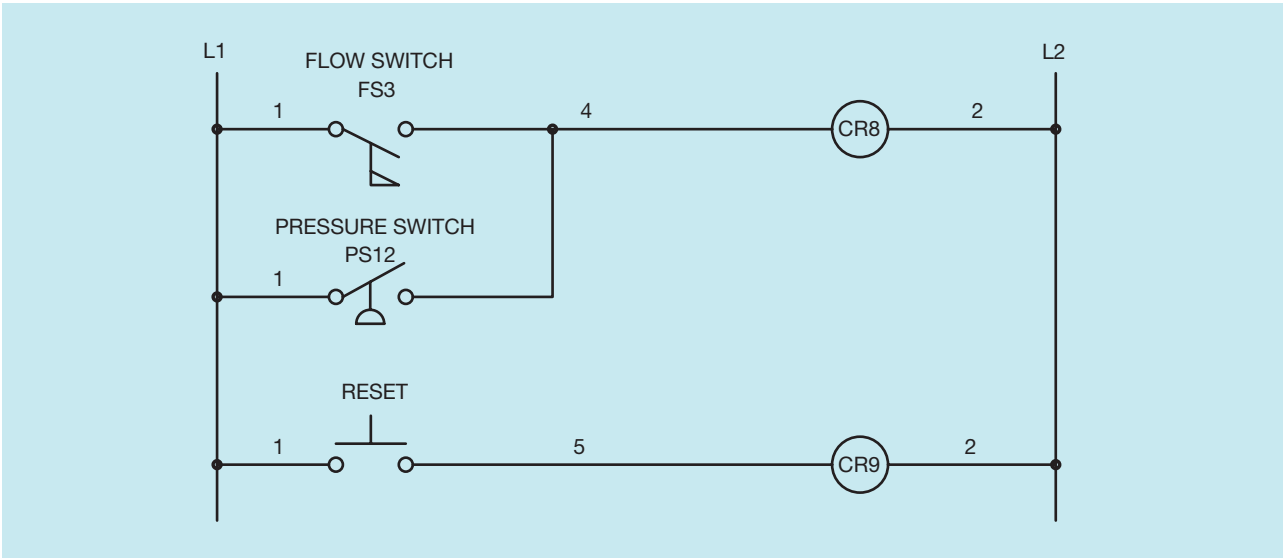 L1
L2
FLOW SWITCH
FS3
1
4
CR8
2
PRESSURE SWITCH
PS12
1
RESET
1
5
CR9
2